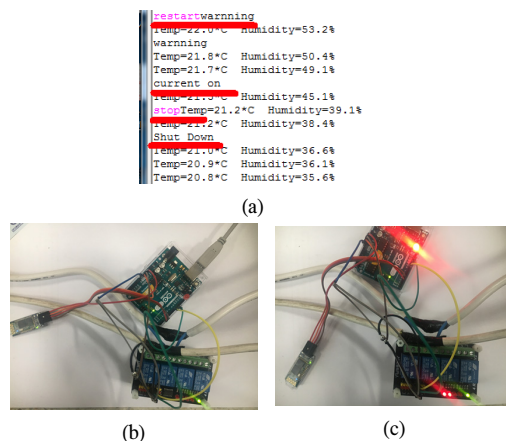 restartwarnning
Temp=22.0*C Humidity=53.2%
warnning
Temp=21.8*C Humidity=50.4%
Temp=21.7*C Humidity=49.1%
current on
Temp=21.5*C Humidity=45.1%
stopTemp=21.2*C Humidity=39.1%
Temp=21.2*C Humidity=38.4%
Shut Down
Temp=21.0*C Humidity=36.6%
Temp=20.9*C Humidity=36.1%
Temp=20.8*C Humidity=35.6%
(a)
(b)
(c)